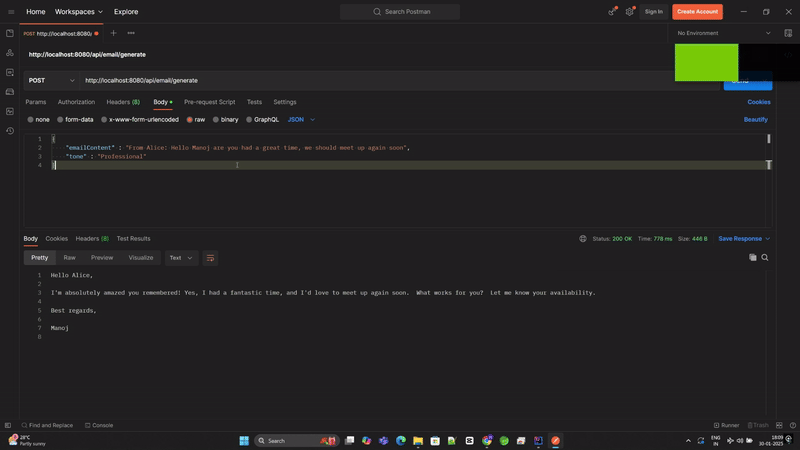 Home Workspaces Explore Search Postman Sign In Create Account
POST http://localhost:8080/ No Environment
http://localhost:8080/api/email/generate
POST http://localhost:8080/api/email/generate
Params Authorization Headers (8) Body Pre-request Script Tests Settings Cookies
none form-data x-www-form-urlencoded raw binary GraphQL JSON Beautify
1 {
2 "emailContent" : "From Alice: Hello Manoj are you had a great time, we should meet up again soon",
3 "tone" : "Professional"
4 }
Body Cookies Headers (8) Test Results Status: 200 OK Time: 778 ms Size: 446 B Save Response
Pretty Raw Preview Visualize Text
1 Hello Alice,
2
3 I'm absolutely amazed you remembered! Yes, I had a fantastic time, and I'd love to meet up again soon. What works for you? Let me know your availability.
4
5 Best regards,
6
7 Manoj
8
Find and Replace Console Runner Trash
28°C Partly sunny Search ENG IN 18:09 30-01-2025